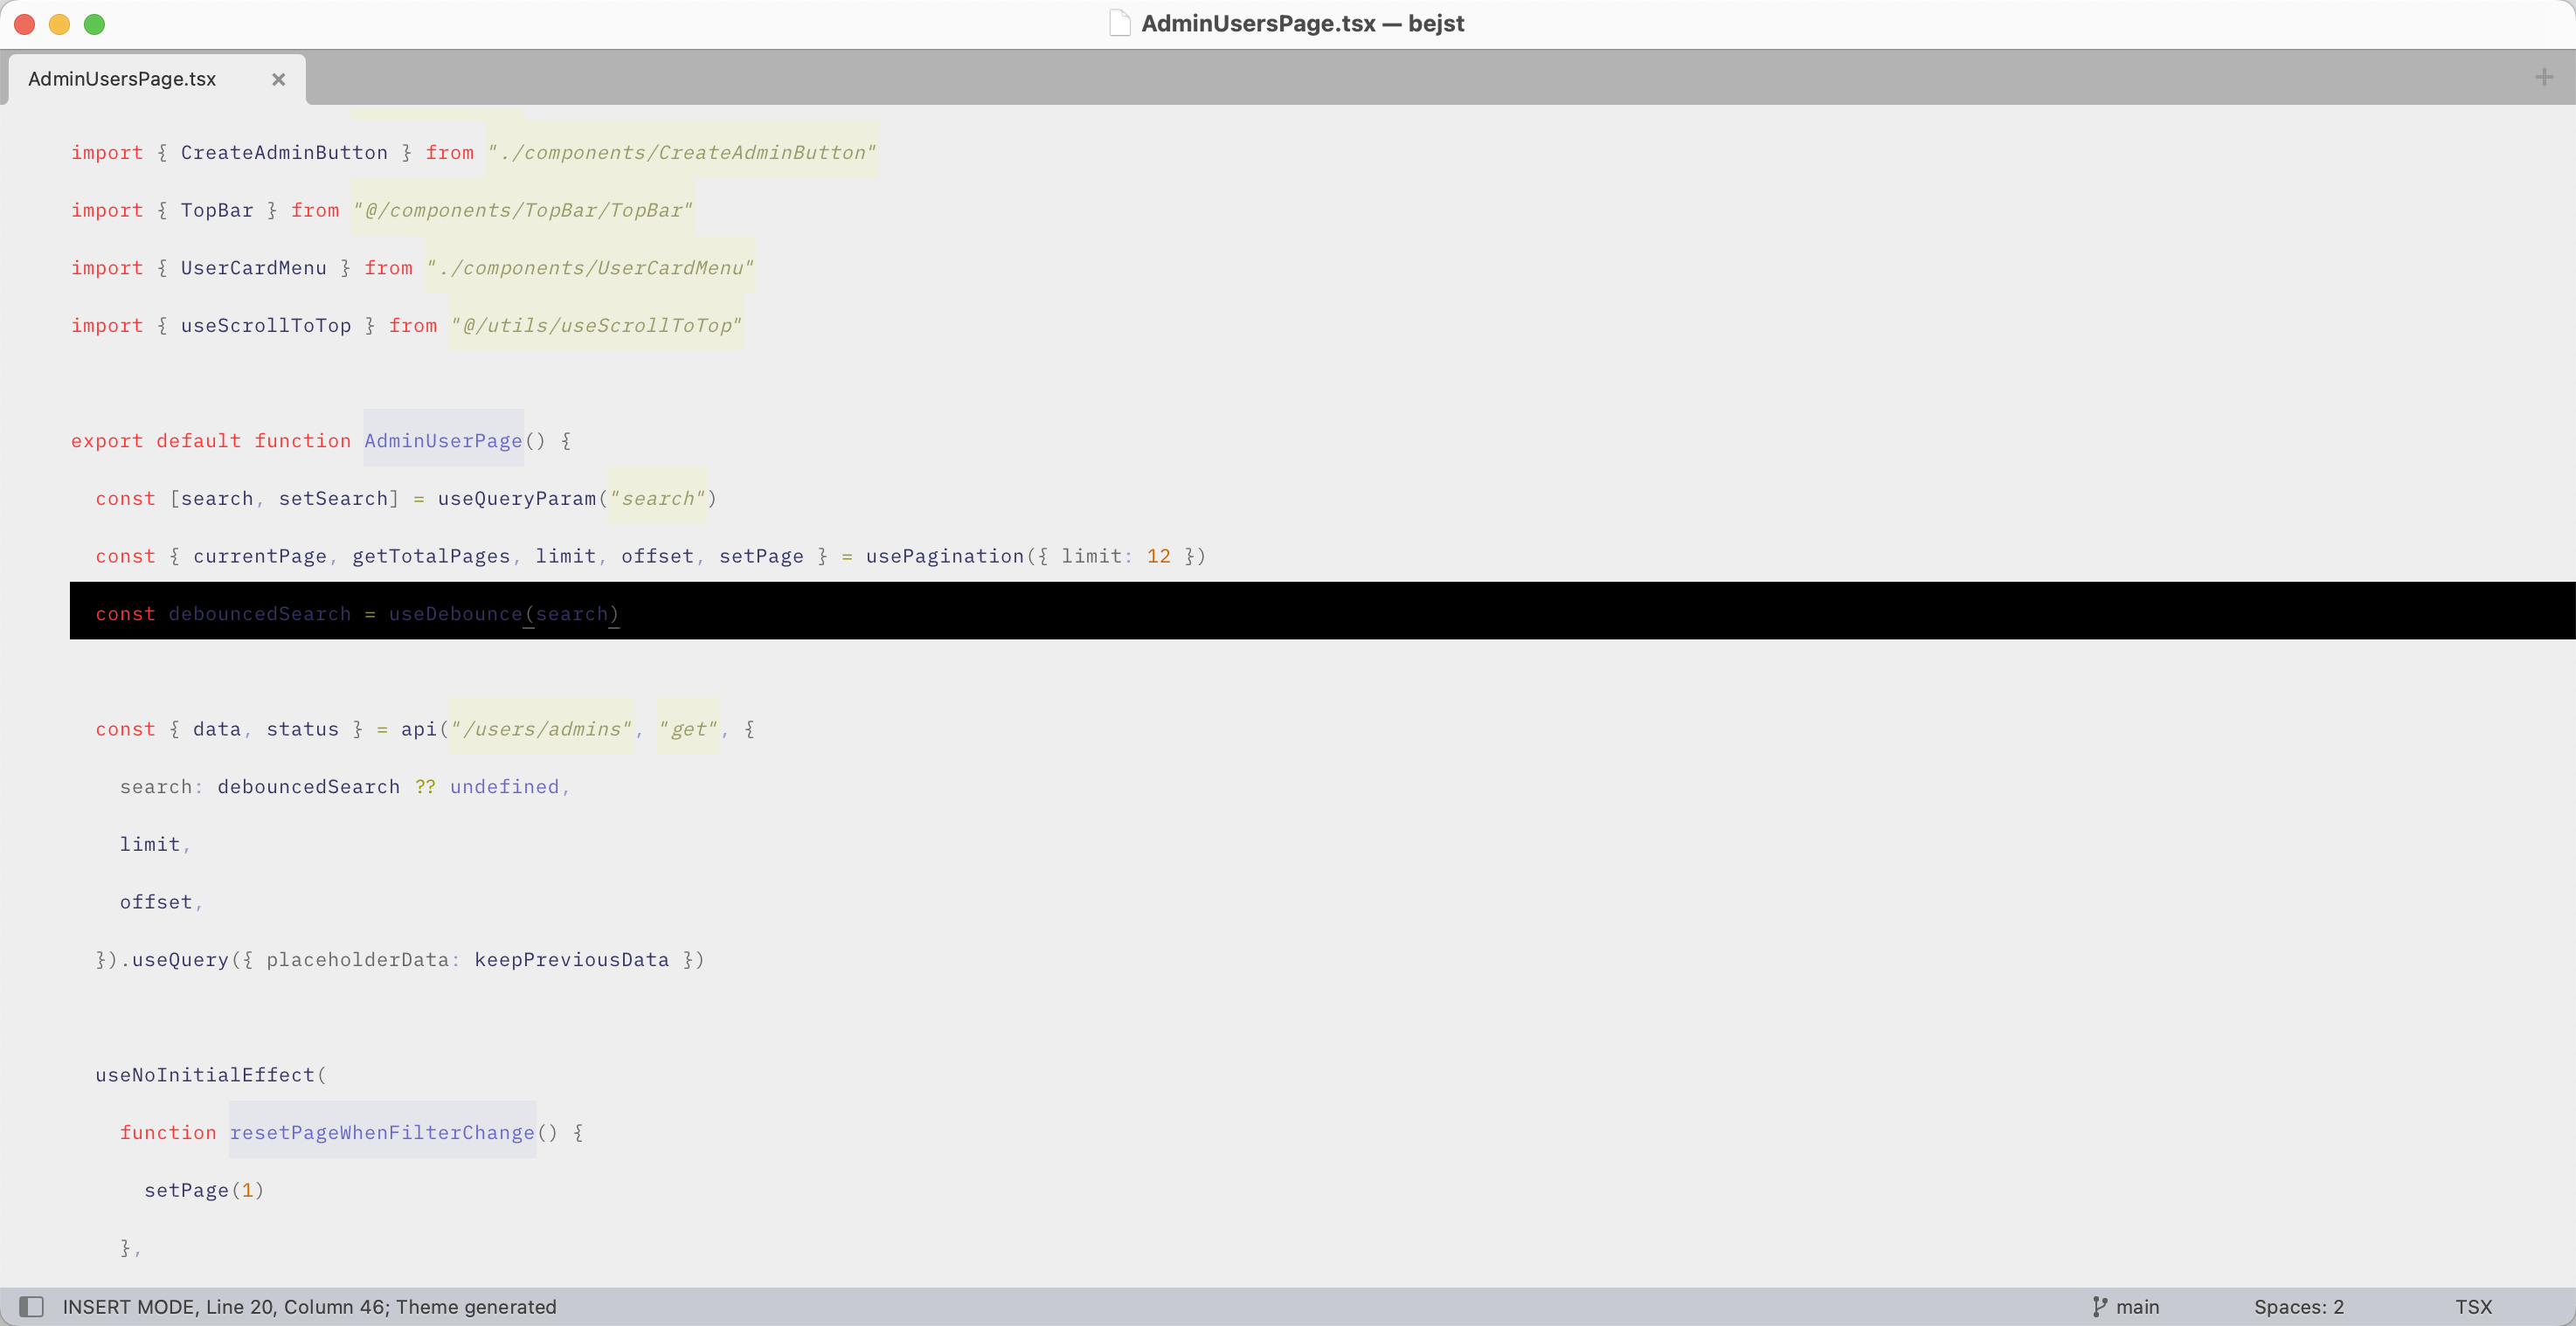 AdminUsersPage.tsx — bejst
AdminUsersPage.tsx
import { CreateAdminButton } from "./components/CreateAdminButton"
import { TopBar } from "@/components/TopBar/TopBar"
import { UserCardMenu } from "./components/UserCardMenu"
import { useScrollToTop } from "@/utils/useScrollToTop"
export default function AdminUserPage() {
  const [search, setSearch] = useQueryParam("search")
  const { currentPage, getTotalPages, limit, offset, setPage } = usePagination({ limit: 12 })
  const debouncedSearch = useDebounce(search)
  const { data, status } = api("/users/admins", "get", {
    search: debouncedSearch ?? undefined,
    limit,
    offset,
  }).useQuery({ placeholderData: keepPreviousData })
  useNoInitialEffect(
    function resetPageWhenFilterChange() {
      setPage(1)
    },
INSERT MODE, Line 20, Column 46; Theme generated
main
Spaces: 2
TSX